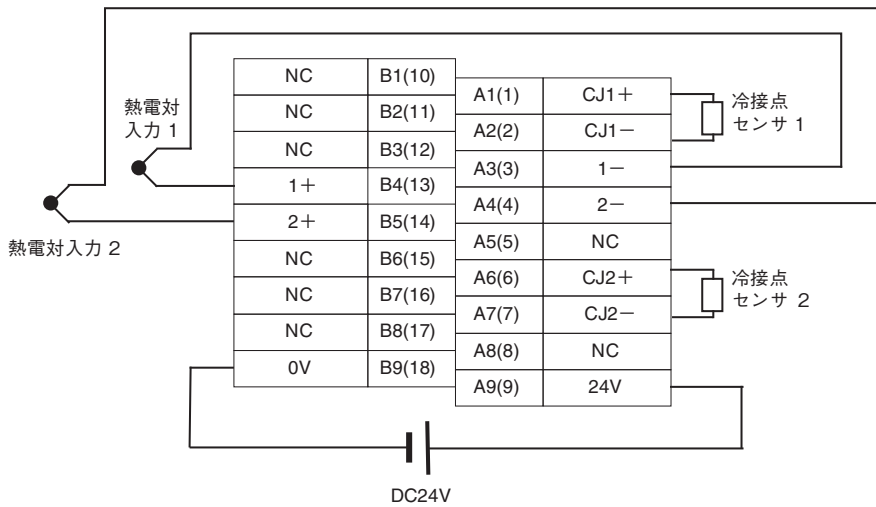 NC B1(10)
NC B2(11)
NC B3(12)
1+ B4(13)
2+ B5(14)
NC B6(15)
NC B7(16)
NC B8(17)
0V B9(18)
A1(1) CJ1+
A2(2) CJ1−
A3(3) 1−
A4(4) 2−
A5(5) NC
A6(6) CJ2+
A7(7) CJ2−
A8(8) NC
A9(9) 24V
熱電対
入力 1
熱電対入力 2
冷接点
センサ 1
冷接点
センサ 2
DC24V